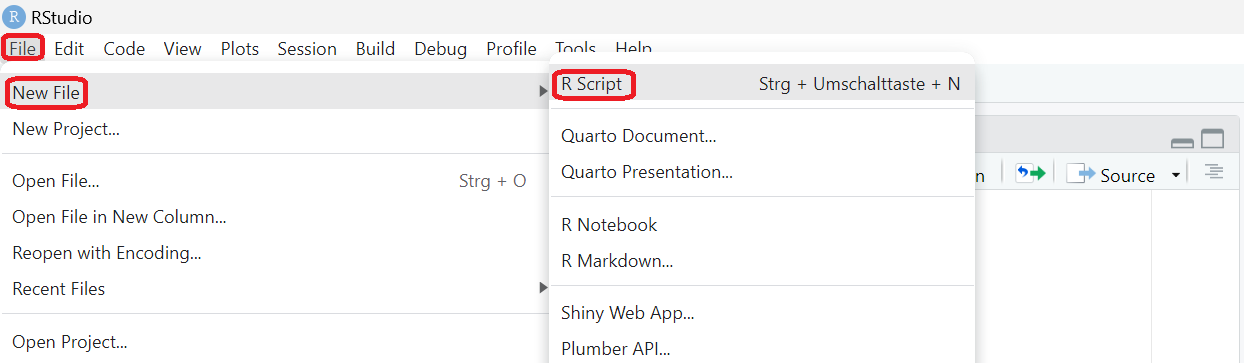 R RStudio
File Edit Code View Plots Session Build Debug Profile Tools Help
New File
New Project...
Open File... Strg + O
Open File in New Column...
Reopen with Encoding...
Recent Files
Open Project...
R Script Strg + Umschalttaste + N
Quarto Document...
Quarto Presentation...
R Notebook
R Markdown...
Shiny Web App...
Plumber API...
n Source